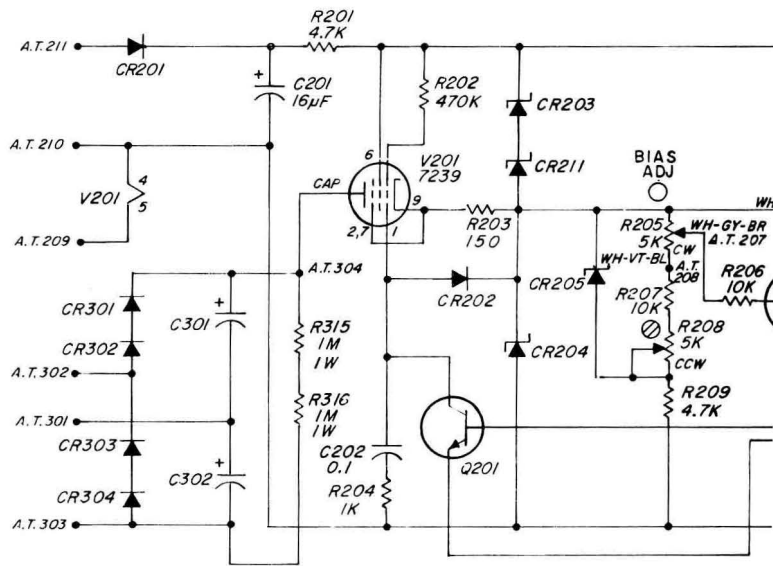 A.T.211
CR201
R201
4.7K
+
C201
16µF
R202
470K
CR203
A.T.210
V201
4
5
A.T.209
6
V201
7239
CAP
9
2,7
1
R203
150
CR211
BIAS
ADJ
WH
R205
5K
CW
WH-GY-BR
A.T.207
WH-VT-BL
A.T.
208
R206
10K
A.T.304
CR301
+
C301
CR202
CR205
R207
10K
CR302
R315
1M
1W
CR204
R208
5K
CCW
A.T.302
R316
1M
1W
R209
4.7K
A.T.301
CR303
+
C302
C202
0.1
Q201
CR304
R204
1K
A.T.303